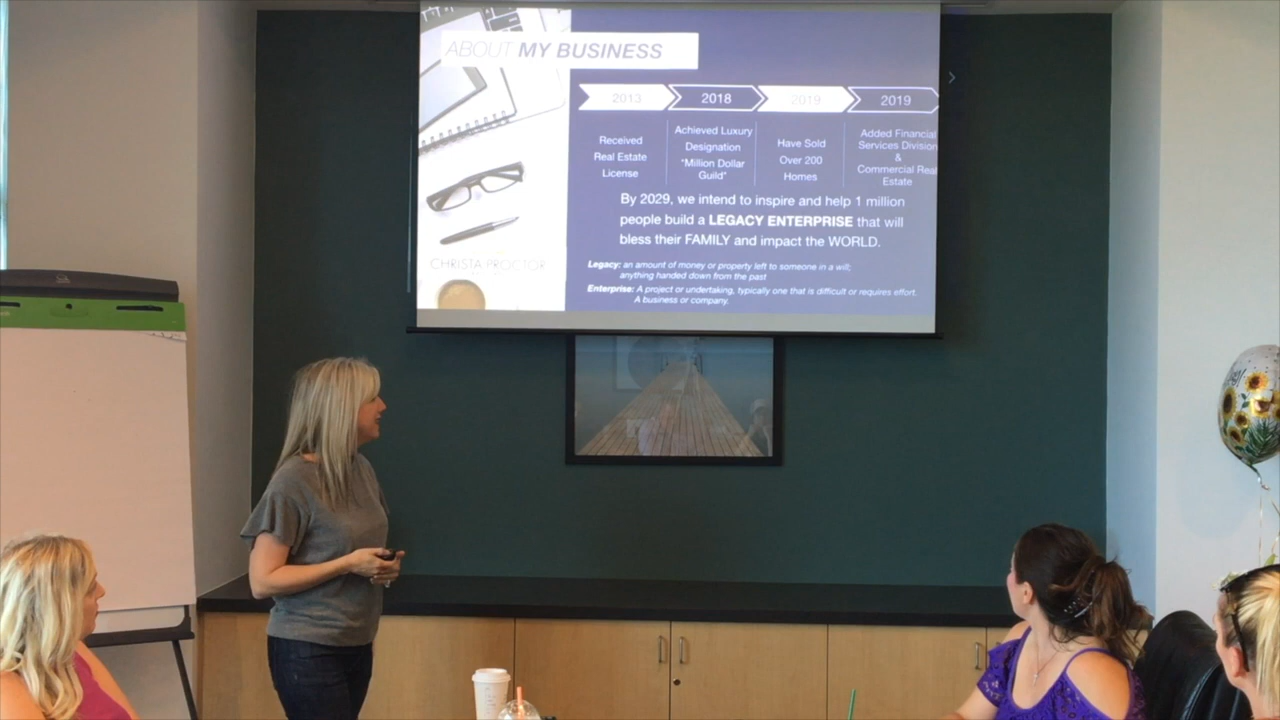 ABOUT MY BUSINESS
2013
2018
2019
2019
Received
Real Estate
License
Achieved Luxury
Designation
"Million Dollar
Guild"
Have Sold
Over 200
Homes
Added Financial
Services Division
&
Commercial Real
Estate
By 2029, we intend to inspire and help 1 million
people build a LEGACY ENTERPRISE that will
bless their FAMILY and impact the WORLD.
CHRISTA PROCTOR
Legacy: an amount of money or property left to someone in a will;
anything handed down from the past
Enterprise: A project or undertaking, typically one that is difficult or requires effort.
A business or company.